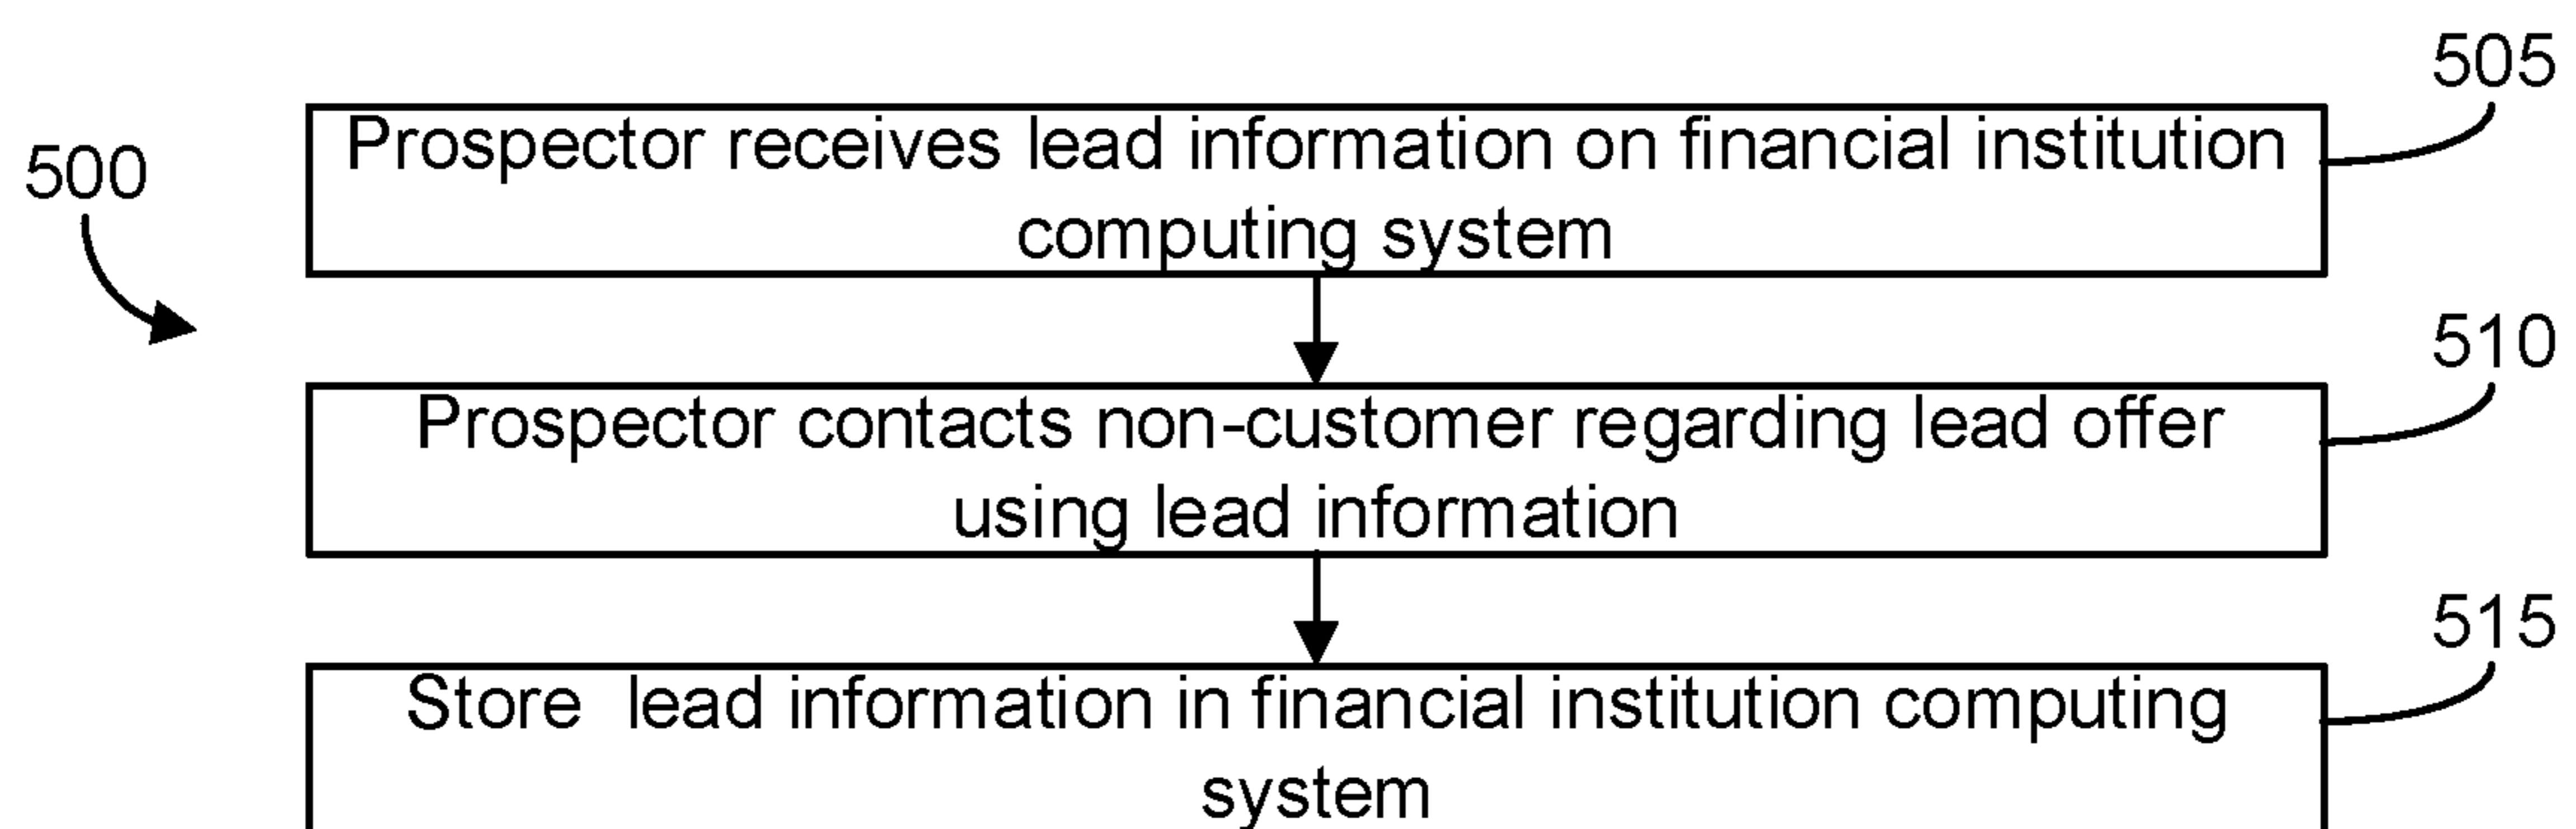 505
Prospector receives lead information on financial institution
computing system
500
510
Prospector contacts non-customer regarding lead offer
using lead information
515
Store  lead information in financial institution computing
system